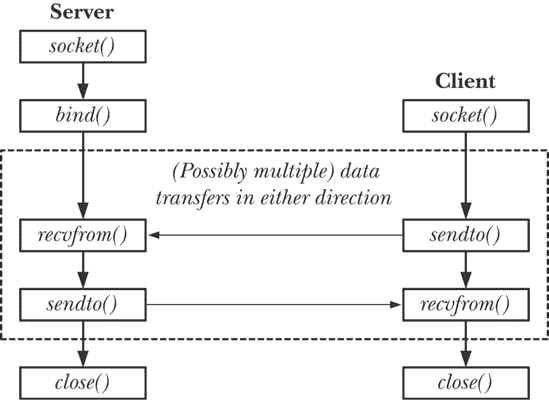 Server
socket()
Client
bind()
socket()
(Possibly multiple) data
transfers in either direction
recvfrom()
sendto()
sendto()
recvfrom()
close()
close()